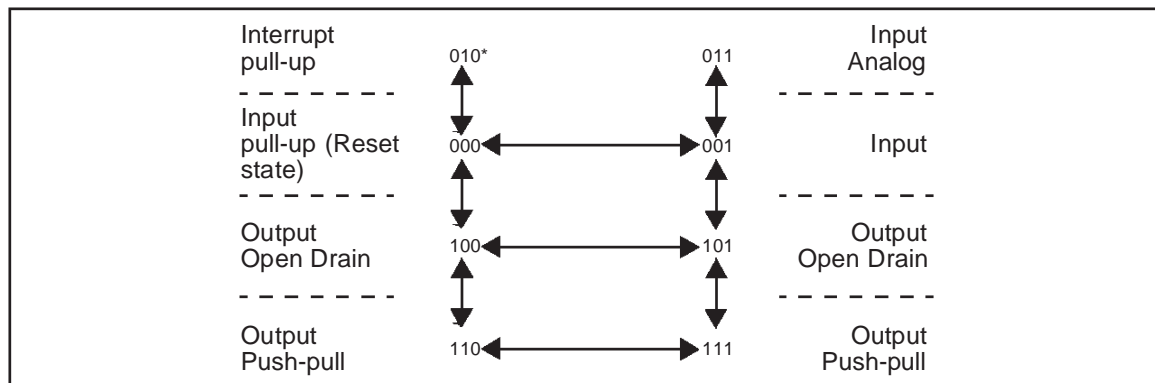 Interrupt
pull-up
010*
011
Input
Analog
Input
pull-up (Reset
state)
000
001
Input
Output
Open Drain
100
101
Output
Open Drain
Output
Push-pull
110
111
Output
Push-pull